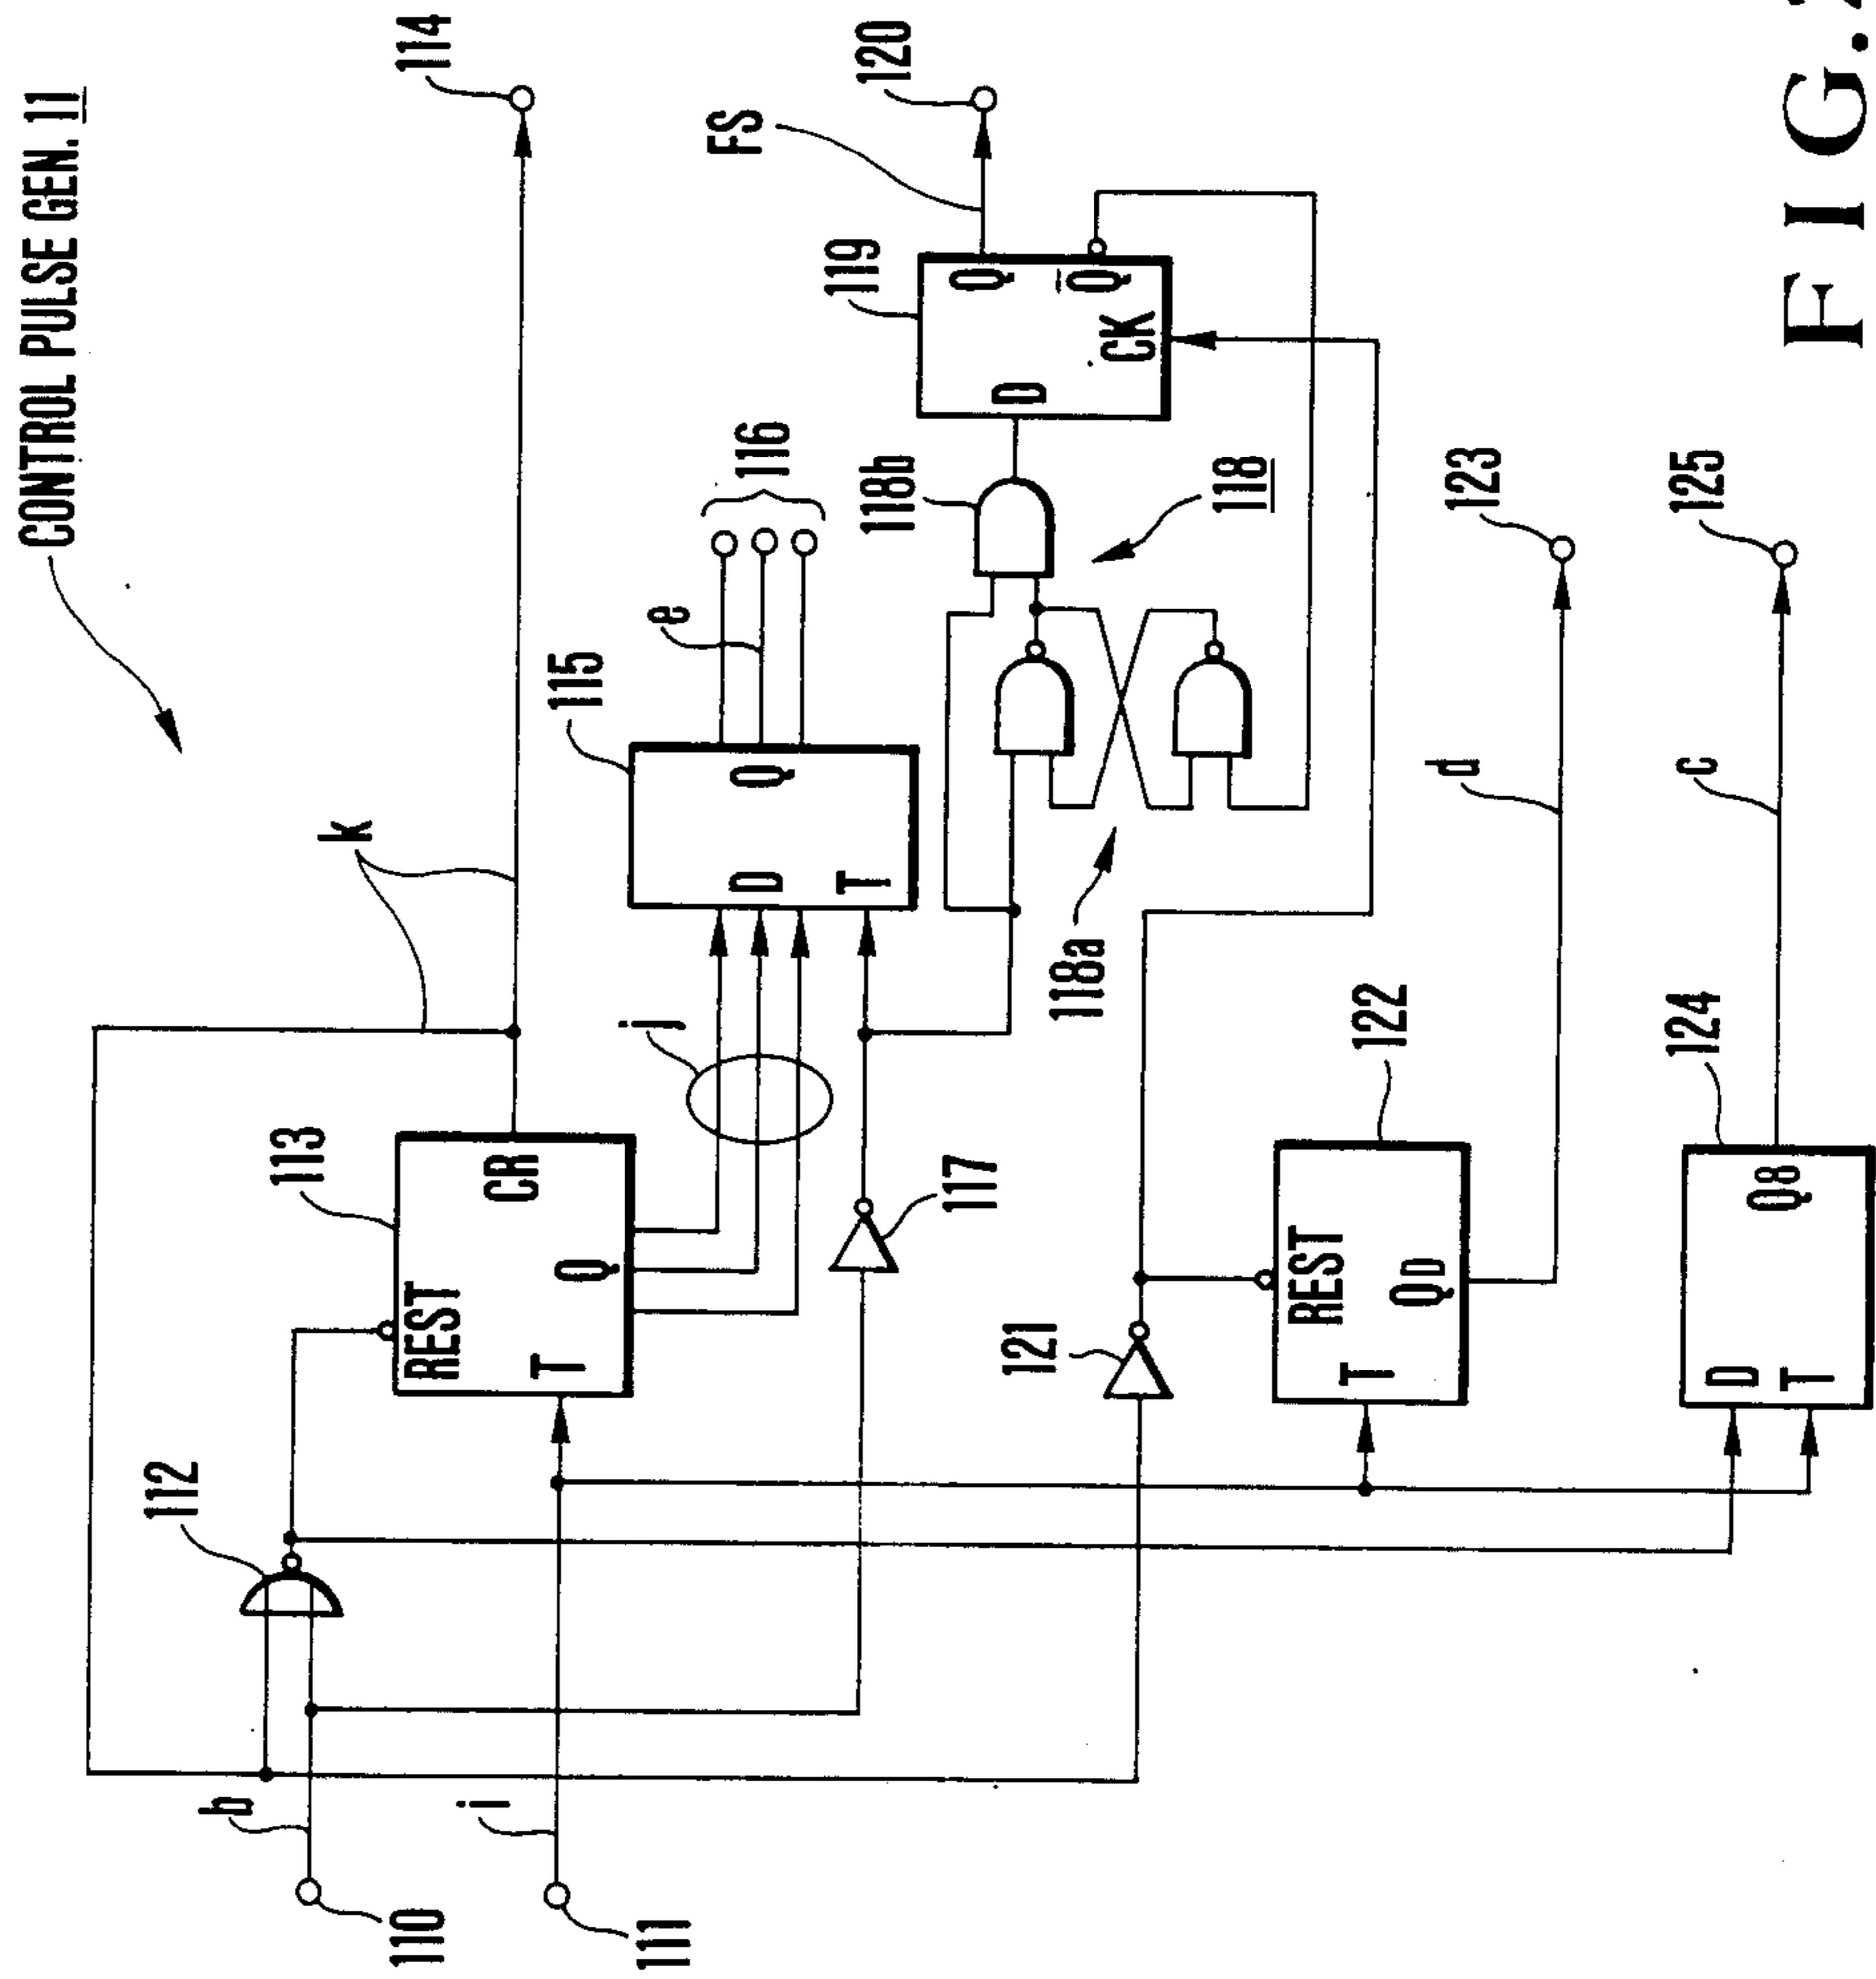 CONTROL PULSE GEN. 11
k
114
112
113
REST
CR
T
Q
b
110
i
111
j
115
D
Q
T
e
116
117
118b
118
118a
119
D
Q
Q̅
CK
FS
120
121
122
REST
T
QD
d
123
124
D
T
Q8
c
125
FIG.